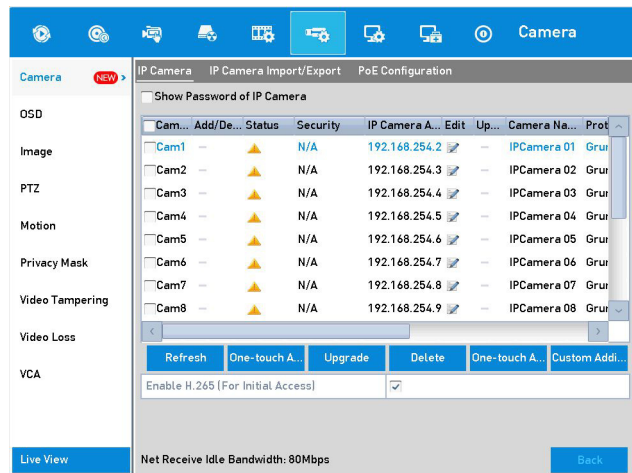 Camera
Camera NEW >
OSD
Image
PTZ
Motion
Privacy Mask
Video Tampering
Video Loss
VCA
Live View
IP Camera IP Camera Import/Export PoE Configuration
Show Password of IP Camera
Cam... Add/De... Status Security IP Camera A... Edit Up... Camera Na... Prot
Cam1 — N/A 192.168.254.2 — IPCamera 01 Grur
Cam2 — N/A 192.168.254.3 — IPCamera 02 Grur
Cam3 — N/A 192.168.254.4 — IPCamera 03 Grur
Cam4 — N/A 192.168.254.5 — IPCamera 04 Grur
Cam5 — N/A 192.168.254.6 — IPCamera 05 Grur
Cam6 — N/A 192.168.254.7 — IPCamera 06 Grur
Cam7 — N/A 192.168.254.8 — IPCamera 07 Grur
Cam8 — N/A 192.168.254.9 — IPCamera 08 Grur
Refresh One-touch A... Upgrade Delete One-touch A... Custom Addi...
Enable H.265 (For Initial Access)
Net Receive Idle Bandwidth: 80Mbps
Back